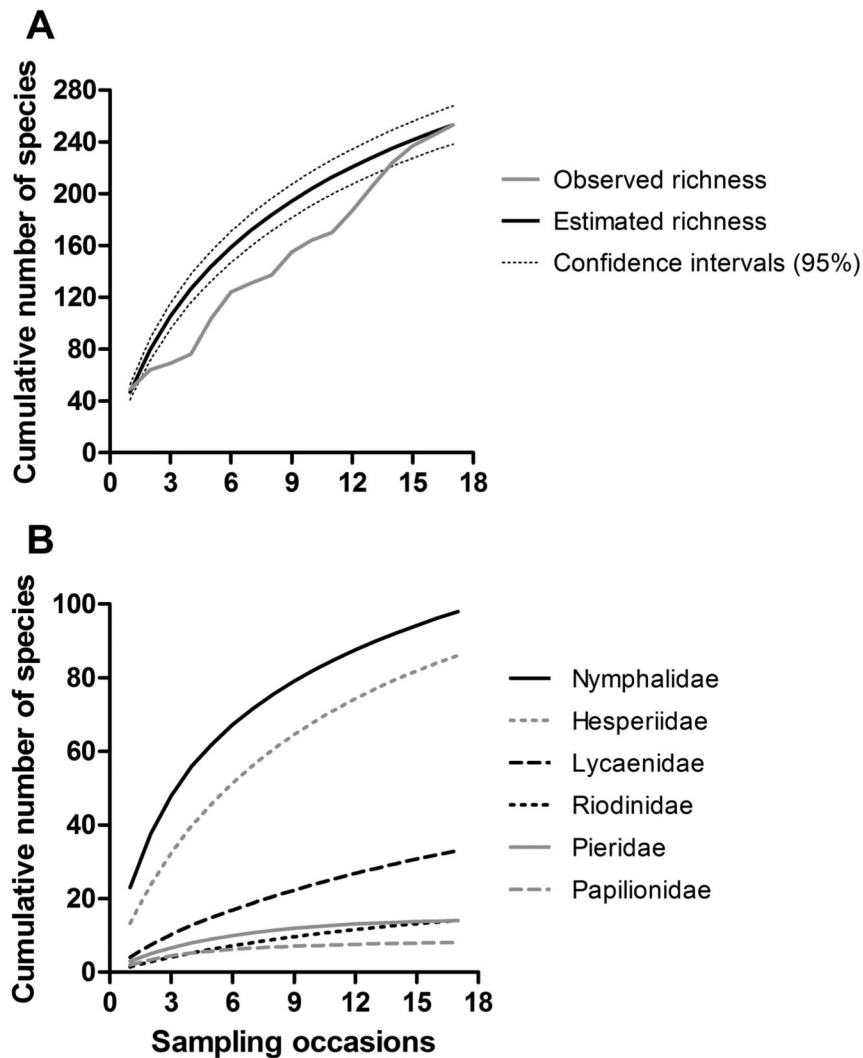 A
Cumulative number of species
280
240
200
160
120
80
40
0
0 3 6 9 12 15 18
Observed richness
Estimated richness
Confidence intervals (95%)
B
Cumulative number of species
100
80
60
40
20
0
0 3 6 9 12 15 18
Sampling occasions
Nymphalidae
Hesperiidae
Lycaenidae
Riodinidae
Pieridae
Papilionidae